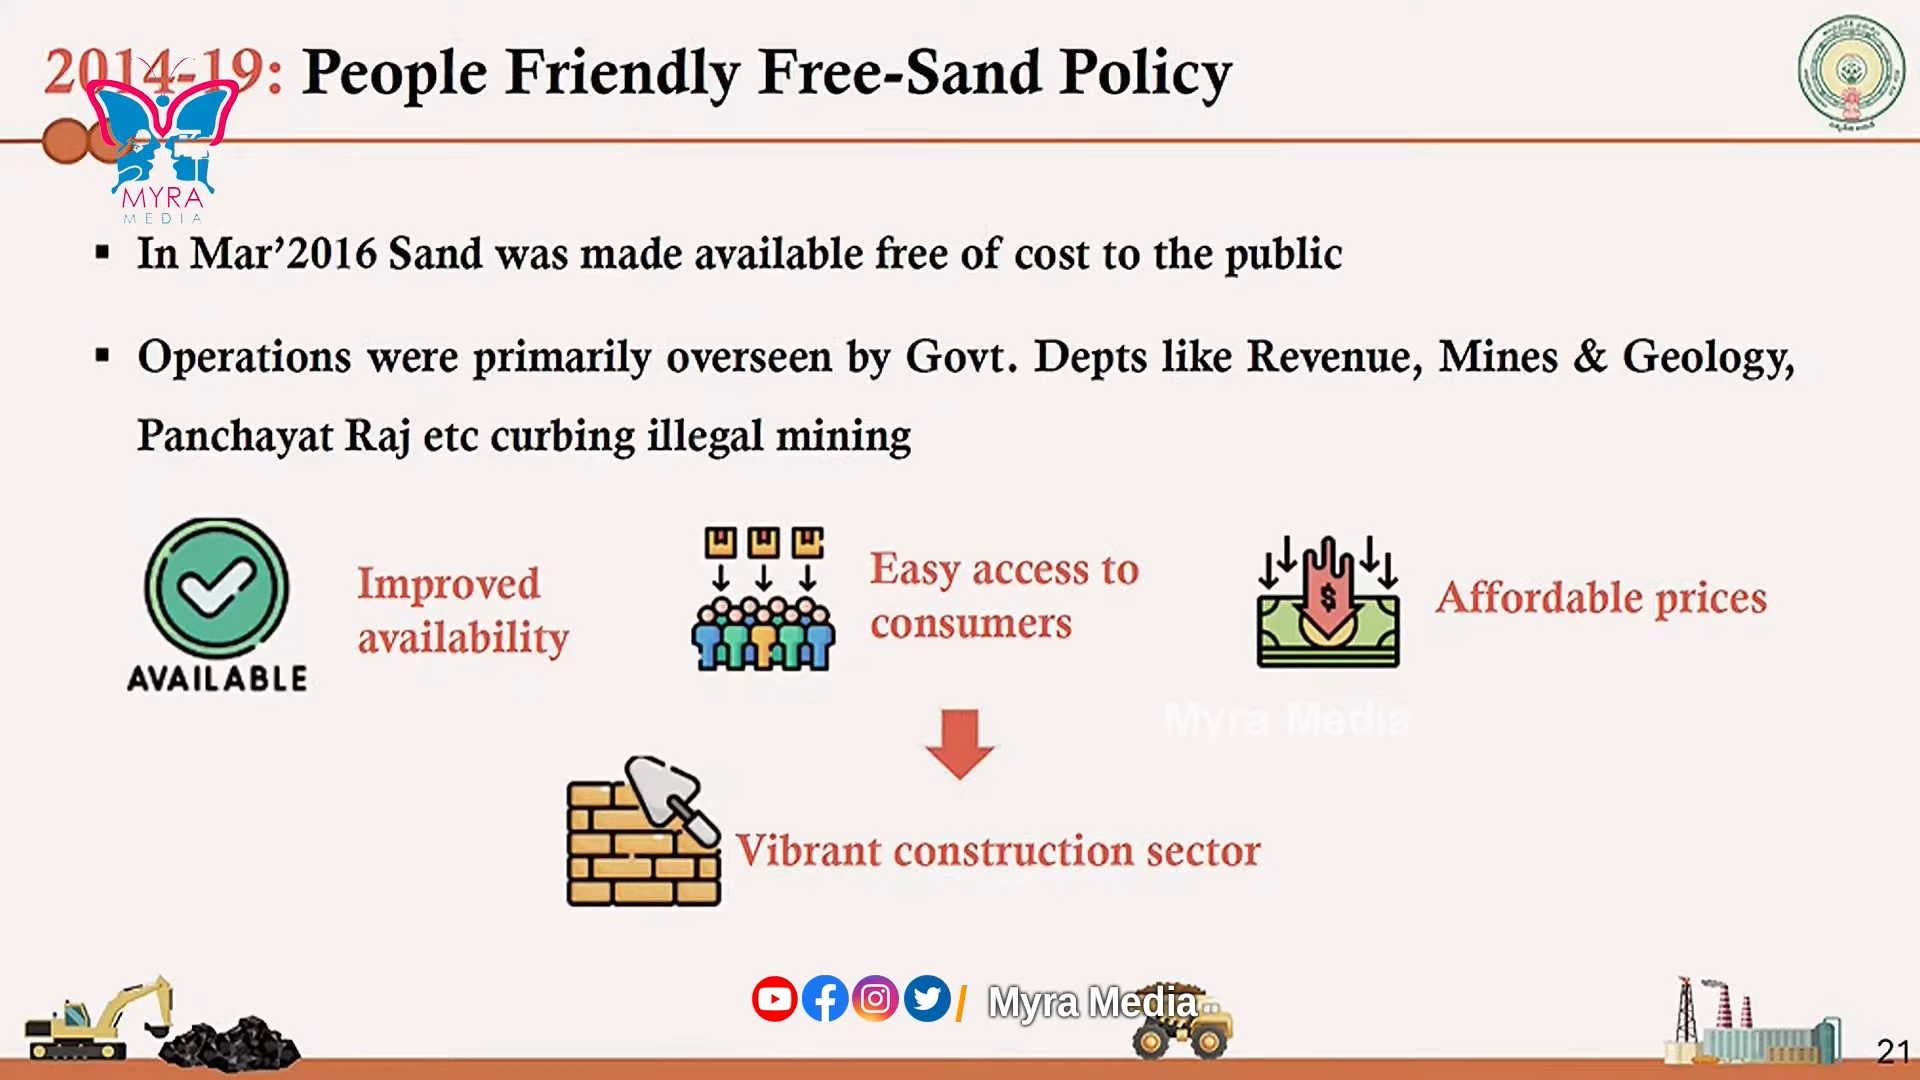 2014-19: People Friendly Free-Sand Policy
MYRA
MEDIA
▪ In Mar’2016 Sand was made available free of cost to the public
▪ Operations were primarily overseen by Govt. Depts like Revenue, Mines & Geology,
Panchayat Raj etc curbing illegal mining
AVAILABLE
Improved
availability
Easy access to
consumers
$
Affordable prices
Myra Media
Vibrant construction sector
/ Myra Media
21